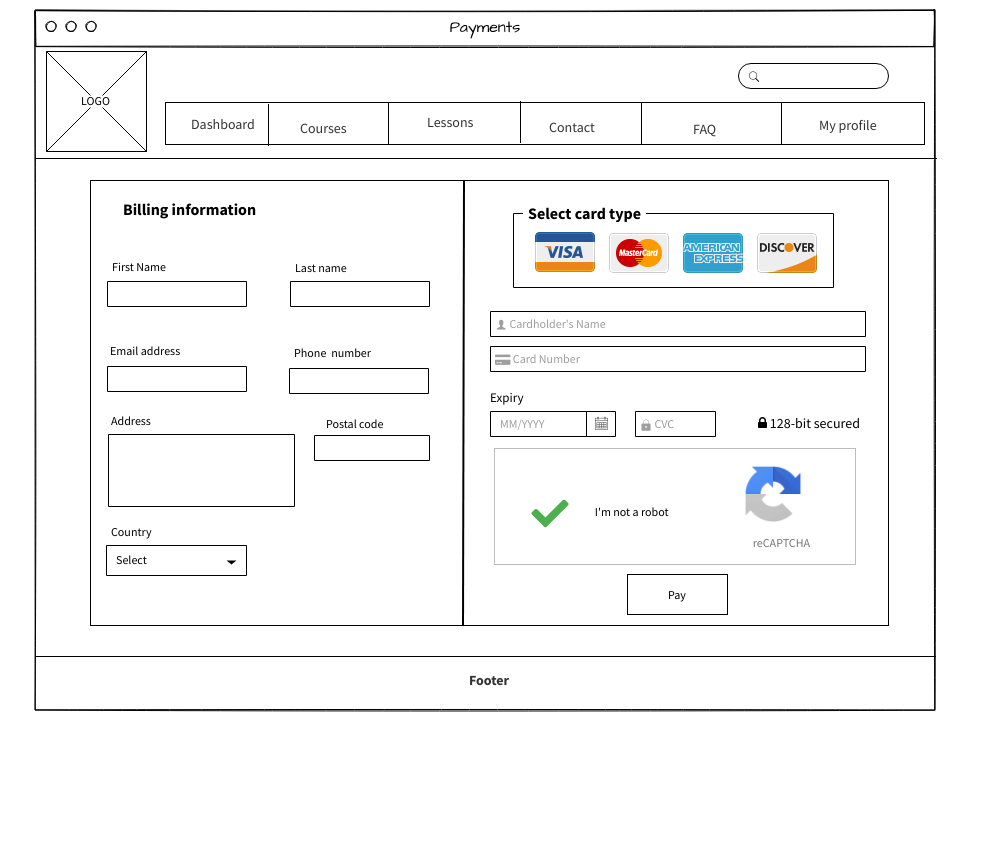 Payments
LOGO
Dashboard
Courses
Lessons
Contact
FAQ
My profile
Billing information
First Name
Last name
Email address
Phone number
Address
Postal code
Country
Select
Select card type
VISA
MasterCard
AMERICAN
EXPRESS
DISCOVER
Cardholder's Name
Card Number
Expiry
MM/YYYY
CVC
128-bit secured
I'm not a robot
reCAPTCHA
Pay
Footer